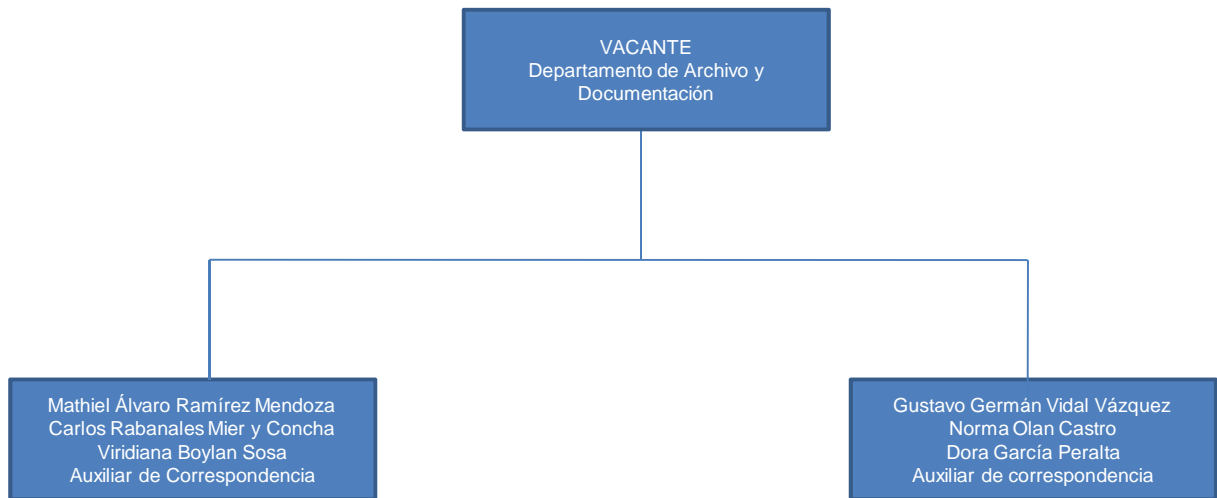 VACANTE
Departamento de Archivo y
Documentación
Mathiel Álvaro Ramírez Mendoza
Carlos Rabanales Mier y Concha
Viridiana Boylan Sosa
Auxiliar de Correspondencia
Gustavo Germán Vidal Vázquez
Norma Olan Castro
Dora García Peralta
Auxiliar de correspondencia